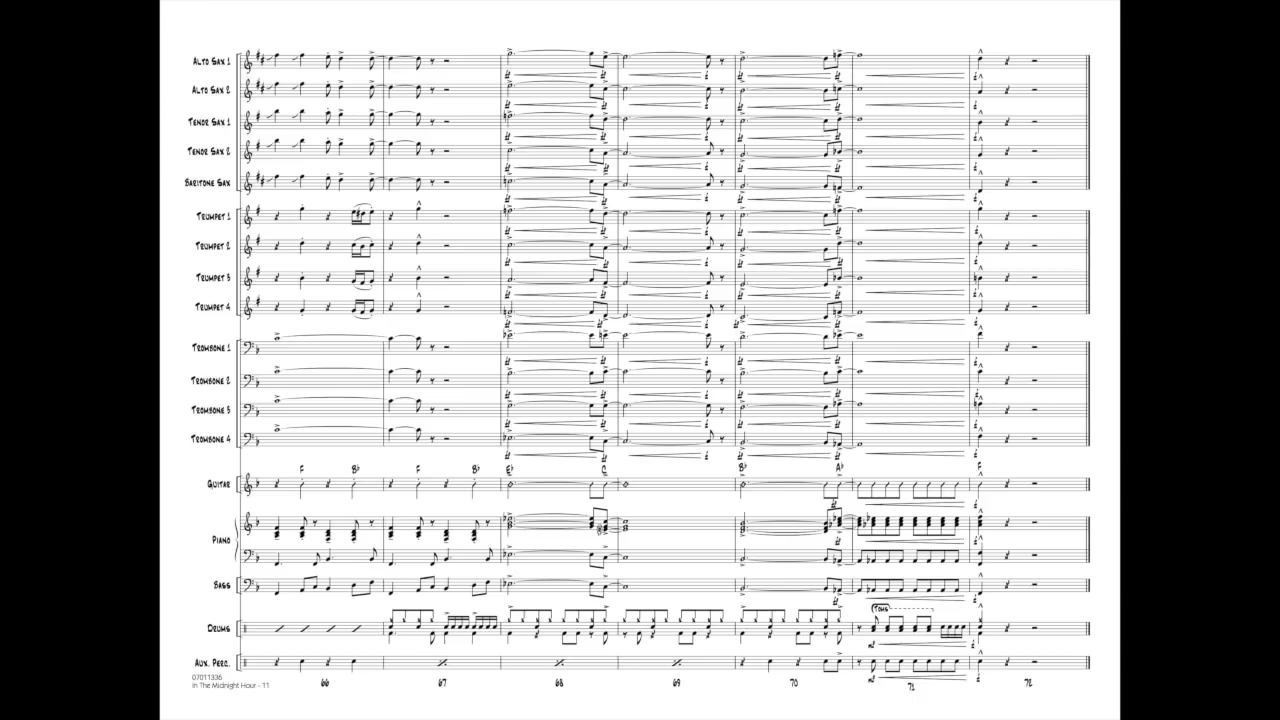 ALTO SAX 1
ALTO SAX 2
TENOR SAX 1
TENOR SAX 2
BARITONE SAX
TRUMPET 1
TRUMPET 2
TRUMPET 3
TRUMPET 4
TROMBONE 1
TROMBONE 2
TROMBONE 3
TROMBONE 4
F B♭ F B♭ E♭ C B♭ A♭ F
GUITAR
PIANO
BASS
TOMS
DRUMS
AUX. PERC.
07011336
In The Midnight Hour - 11
66 67 68 69 70 71 72